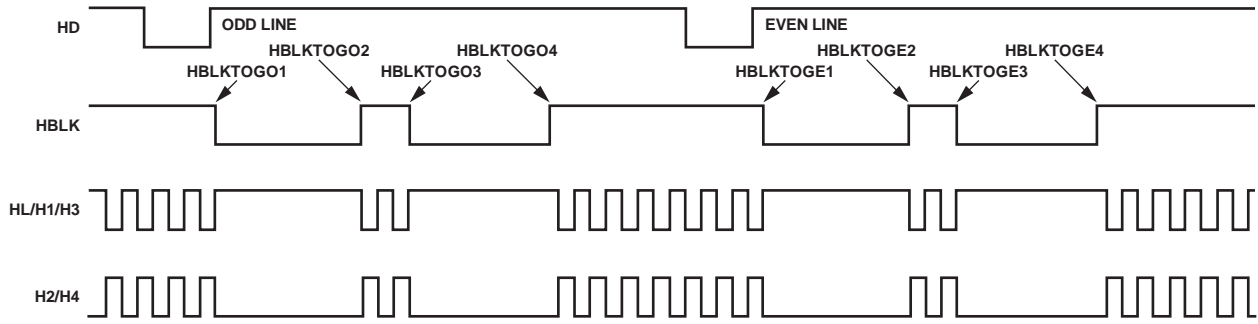 HD
ODD LINE
EVEN LINE
HBLKTOGO2
HBLKTOGO4
HBLKTOGE2
HBLKTOGE4
HBLKTOGO1
HBLKTOGO3
HBLKTOGE1
HBLKTOGE3
HBLK
HL/H1/H3
H2/H4